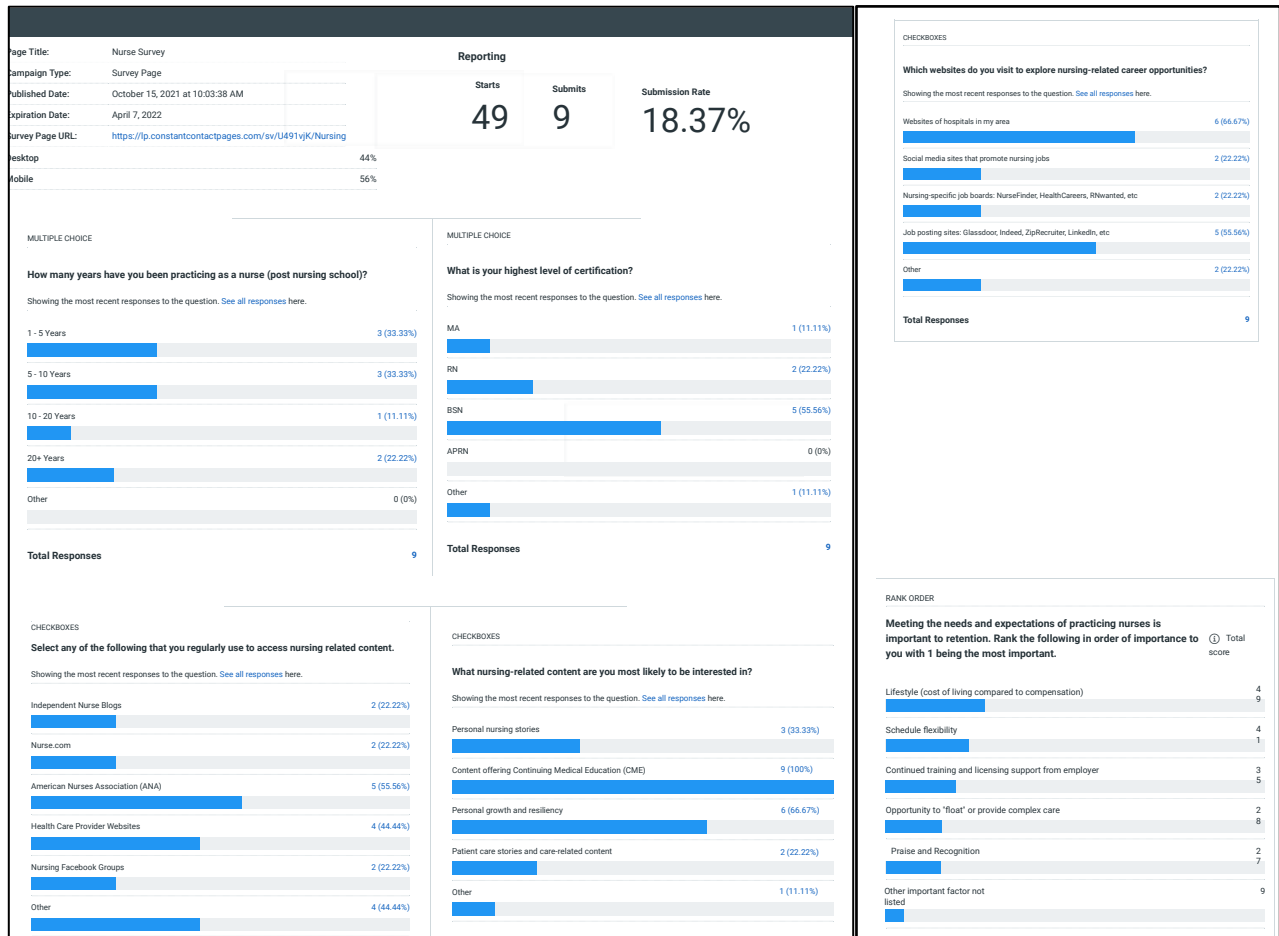 Page Title: Nurse Survey
Campaign Type: Survey Page
Published Date: October 15, 2021 at 10:03:38 AM
Expiration Date: April 7, 2022
Survey Page URL: https://lp.constantcontactpages.com/sv/U491vjK/Nursing
Desktop 44%
Mobile 56%
Reporting
Starts
49
Submits
9
Submission Rate
18.37%
MULTIPLE CHOICE
How many years have you been practicing as a nurse (post nursing school)?
Showing the most recent responses to the question. See all responses here.
1 - 5 Years 3 (33.33%)
5 - 10 Years 3 (33.33%)
10 - 20 Years 1 (11.11%)
20+ Years 2 (22.22%)
Other 0 (0%)
Total Responses 9
MULTIPLE CHOICE
What is your highest level of certification?
Showing the most recent responses to the question. See all responses here.
MA 1 (11.11%)
RN 2 (22.22%)
BSN 5 (55.56%)
APRN 0 (0%)
Other 1 (11.11%)
Total Responses 9
CHECKBOXES
Select any of the following that you regularly use to access nursing related content.
Showing the most recent responses to the question. See all responses here.
Independent Nurse Blogs 2 (22.22%)
Nurse.com 2 (22.22%)
American Nurses Association (ANA) 5 (55.56%)
Health Care Provider Websites 4 (44.44%)
Nursing Facebook Groups 2 (22.22%)
Other 4 (44.44%)
CHECKBOXES
What nursing-related content are you most likely to be interested in?
Showing the most recent responses to the question. See all responses here.
Personal nursing stories 3 (33.33%)
Content offering Continuing Medical Education (CME) 9 (100%)
Personal growth and resiliency 6 (66.67%)
Patient care stories and care-related content 2 (22.22%)
Other 1 (11.11%)
CHECKBOXES
Which websites do you visit to explore nursing-related career opportunities?
Showing the most recent responses to the question. See all responses here.
Websites of hospitals in my area 6 (66.67%)
Social media sites that promote nursing jobs 2 (22.22%)
Nursing-specific job boards: NurseFinder, HealthCareers, RNwanted, etc 2 (22.22%)
Job posting sites: Glassdoor, Indeed, ZipRecruiter, LinkedIn, etc 5 (55.56%)
Other 2 (22.22%)
Total Responses 9
RANK ORDER
Meeting the needs and expectations of practicing nurses is
important to retention. Rank the following in order of importance to
you with 1 being the most important.
Total
score
Lifestyle (cost of living compared to compensation) 4
9
Schedule flexibility 4
1
Continued training and licensing support from employer 3
5
Opportunity to "float" or provide complex care 2
8
Praise and Recognition 2
7
Other important factor not 9
listed